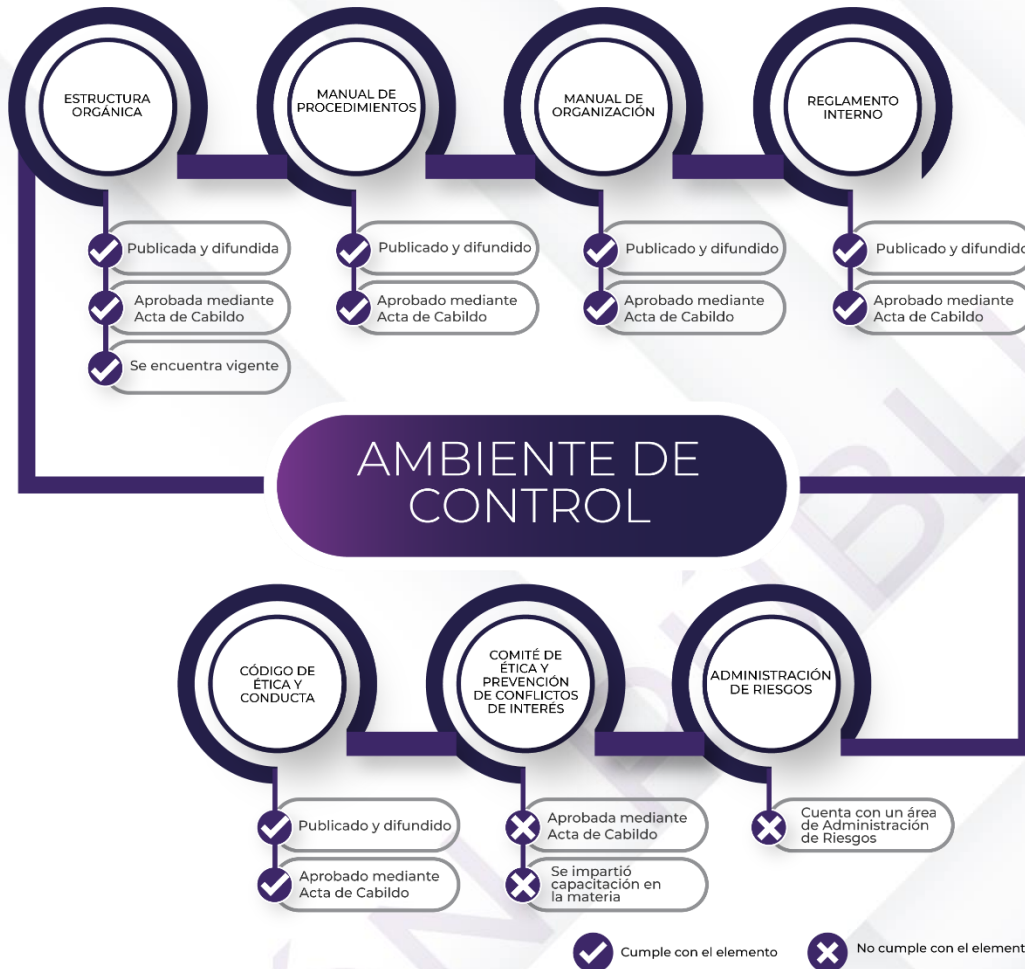 ESTRUCTURA
ORGÁNICA
MANUAL DE
PROCEDIMIENTOS
MANUAL DE
ORGANIZACIÓN
REGLAMENTO
INTERNO
Publicada y difundida
Aprobada mediante
Acta de Cabildo
Se encuentra vigente
Publicado y difundido
Aprobado mediante
Acta de Cabildo
Publicado y difundido
Aprobado mediante
Acta de Cabildo
Publicado y difundido
Aprobado mediante
Acta de Cabildo
AMBIENTE DE
CONTROL
CÓDIGO DE
ÉTICA Y
CONDUCTA
COMITÉ DE
ÉTICA Y
PREVENCIÓN
DE CONFLICTOS
DE INTERÉS
ADMINISTRACIÓN
DE RIESGOS
Publicado y difundido
Aprobado mediante
Acta de Cabildo
Aprobada mediante
Acta de Cabildo
Se impartió
capacitación en
la materia
Cuenta con un área
de Administración
de Riesgos
Cumple con el elemento
No cumple con el element